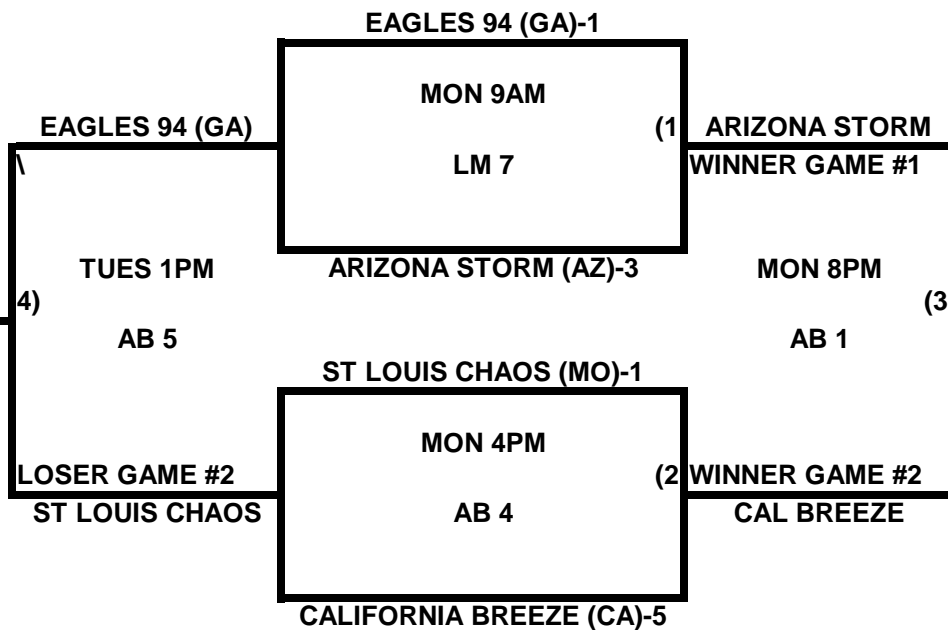 EAGLES 94 (GA)-1
MON 9AM
EAGLES 94 (GA)
(1 ARIZONA STORM
\
LM 7
WINNER GAME #1
TUES 1PM
ARIZONA STORM (AZ)-3
MON 8PM
4)
(3
AB 5
AB 1
ST LOUIS CHAOS (MO)-1
MON 4PM
LOSER GAME #2
(2 WINNER GAME #2
ST LOUIS CHAOS
AB 4
CAL BREEZE
CALIFORNIA BREEZE (CA)-5